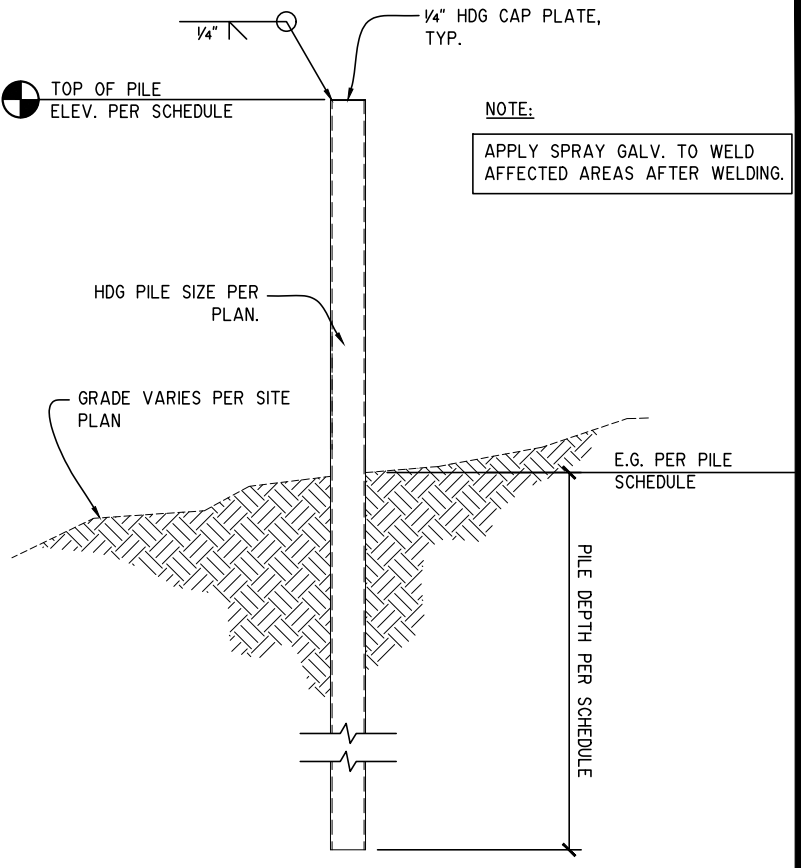 1/4" HDG CAP PLATE,
TYP.
1/4"
TOP OF PILE
ELEV. PER SCHEDULE
NOTE:
APPLY SPRAY GALV. TO WELD
AFFECTED AREAS AFTER WELDING.
HDG PILE SIZE PER
PLAN.
GRADE VARIES PER SITE
PLAN
E.G. PER PILE
SCHEDULE
PILE DEPTH PER SCHEDULE